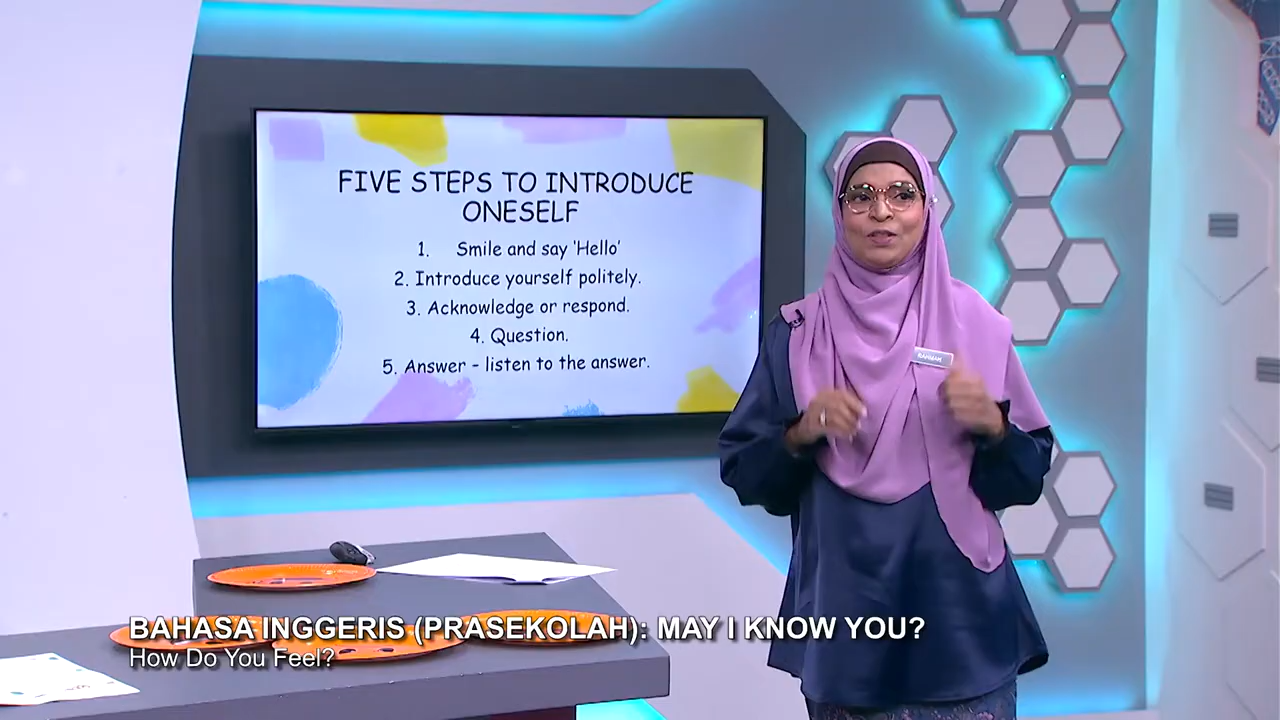 FIVE STEPS TO INTRODUCE
ONESELF
1. Smile and say 'Hello'
2. Introduce yourself politely.
3. Acknowledge or respond.
4. Question.
5. Answer - listen to the answer.
RAHMAH
BAHASA INGGERIS (PRASEKOLAH): MAY I KNOW YOU?
How Do You Feel?